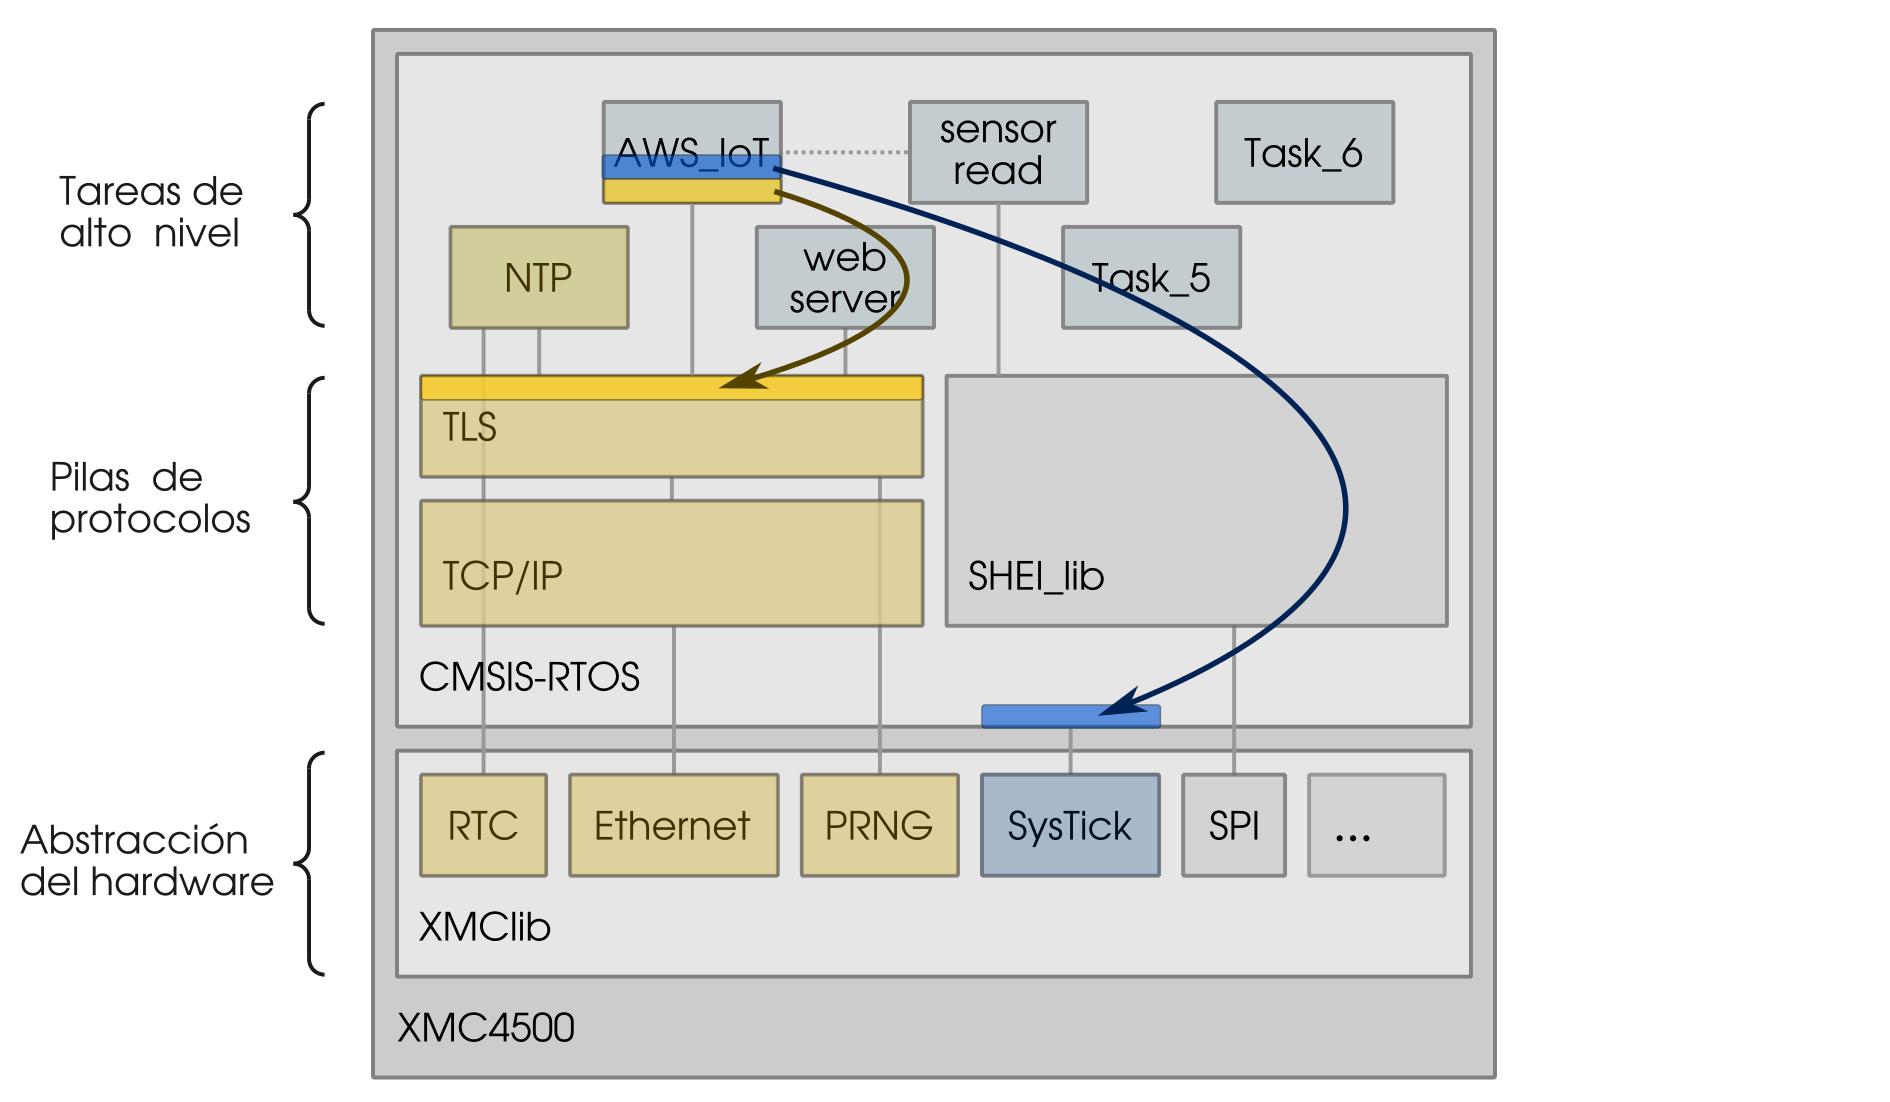 Tareas de
alto nivel
AWS_IoT
sensor
read
Task_6
NTP
web
server
Task_5
Pilas de
protocolos
TLS
TCP/IP
SHEI_lib
CMSIS-RTOS
Abstracción
del hardware
RTC
Ethernet
PRNG
SysTick
SPI
...
XMClib
XMC4500